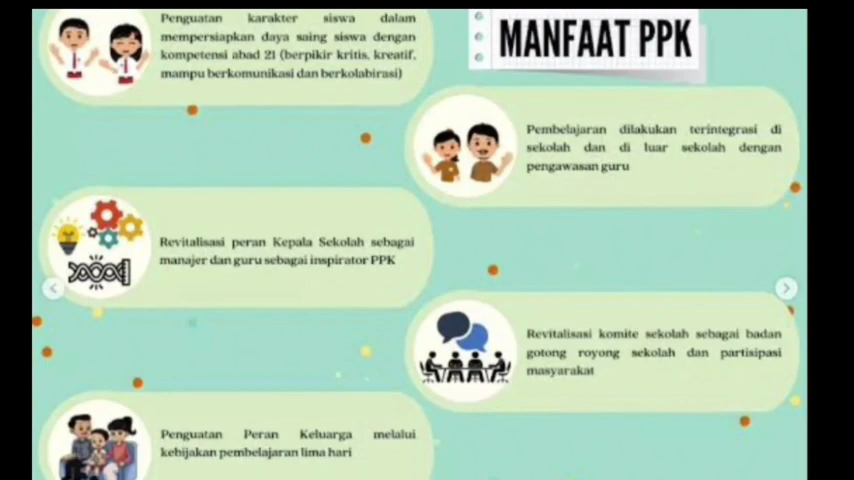 MANFAAT PPK
Penguatan karakter siswa dalam
mempersiapkan daya saing siswa dengan
kompetensi abad 21 (berpikir kritis, kreatif,
mampu berkomunikasi dan berkolabirasi)
Pembelajaran dilakukan terintegrasi di
sekolah dan di luar sekolah dengan
pengawasan guru
Revitalisasi peran Kepala Sekolah sebagai
manajer dan guru sebagai inspirator PPK
Revitalisasi komite sekolah sebagai badan
gotong royong sekolah dan partisipasi
masyarakat
Penguatan Peran Keluarga melalui
kebijakan pembelajaran lima hari